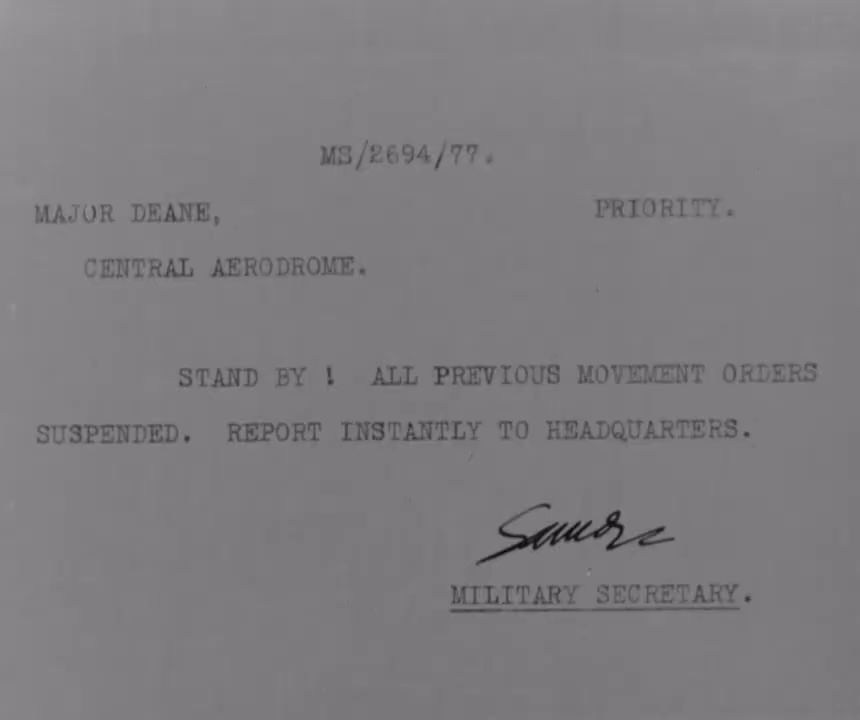 MS/2694/77.
MAJOR DEANE, PRIORITY.
CENTRAL AERODROME.
STAND BY ! ALL PREVIOUS MOVEMENT ORDERS
SUSPENDED. REPORT INSTANTLY TO HEADQUARTERS.
MILITARY SECRETARY.